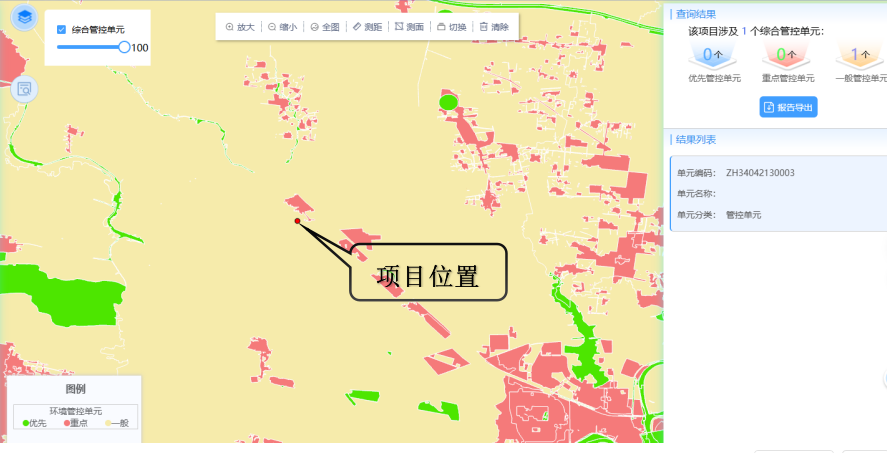 综合管控单元
100
放大 缩小 全图 测距 测面 切换 清除
项目位置
图例
环境管控单元
优先 重点 一般
查询结果
该项目涉及 1 个综合管控单元：
0个 0个 1个
优先管控单元 重点管控单元 一般管控单元
报告导出
结果列表
单元编码： ZH34042130003
单元名称：
单元分类： 管控单元